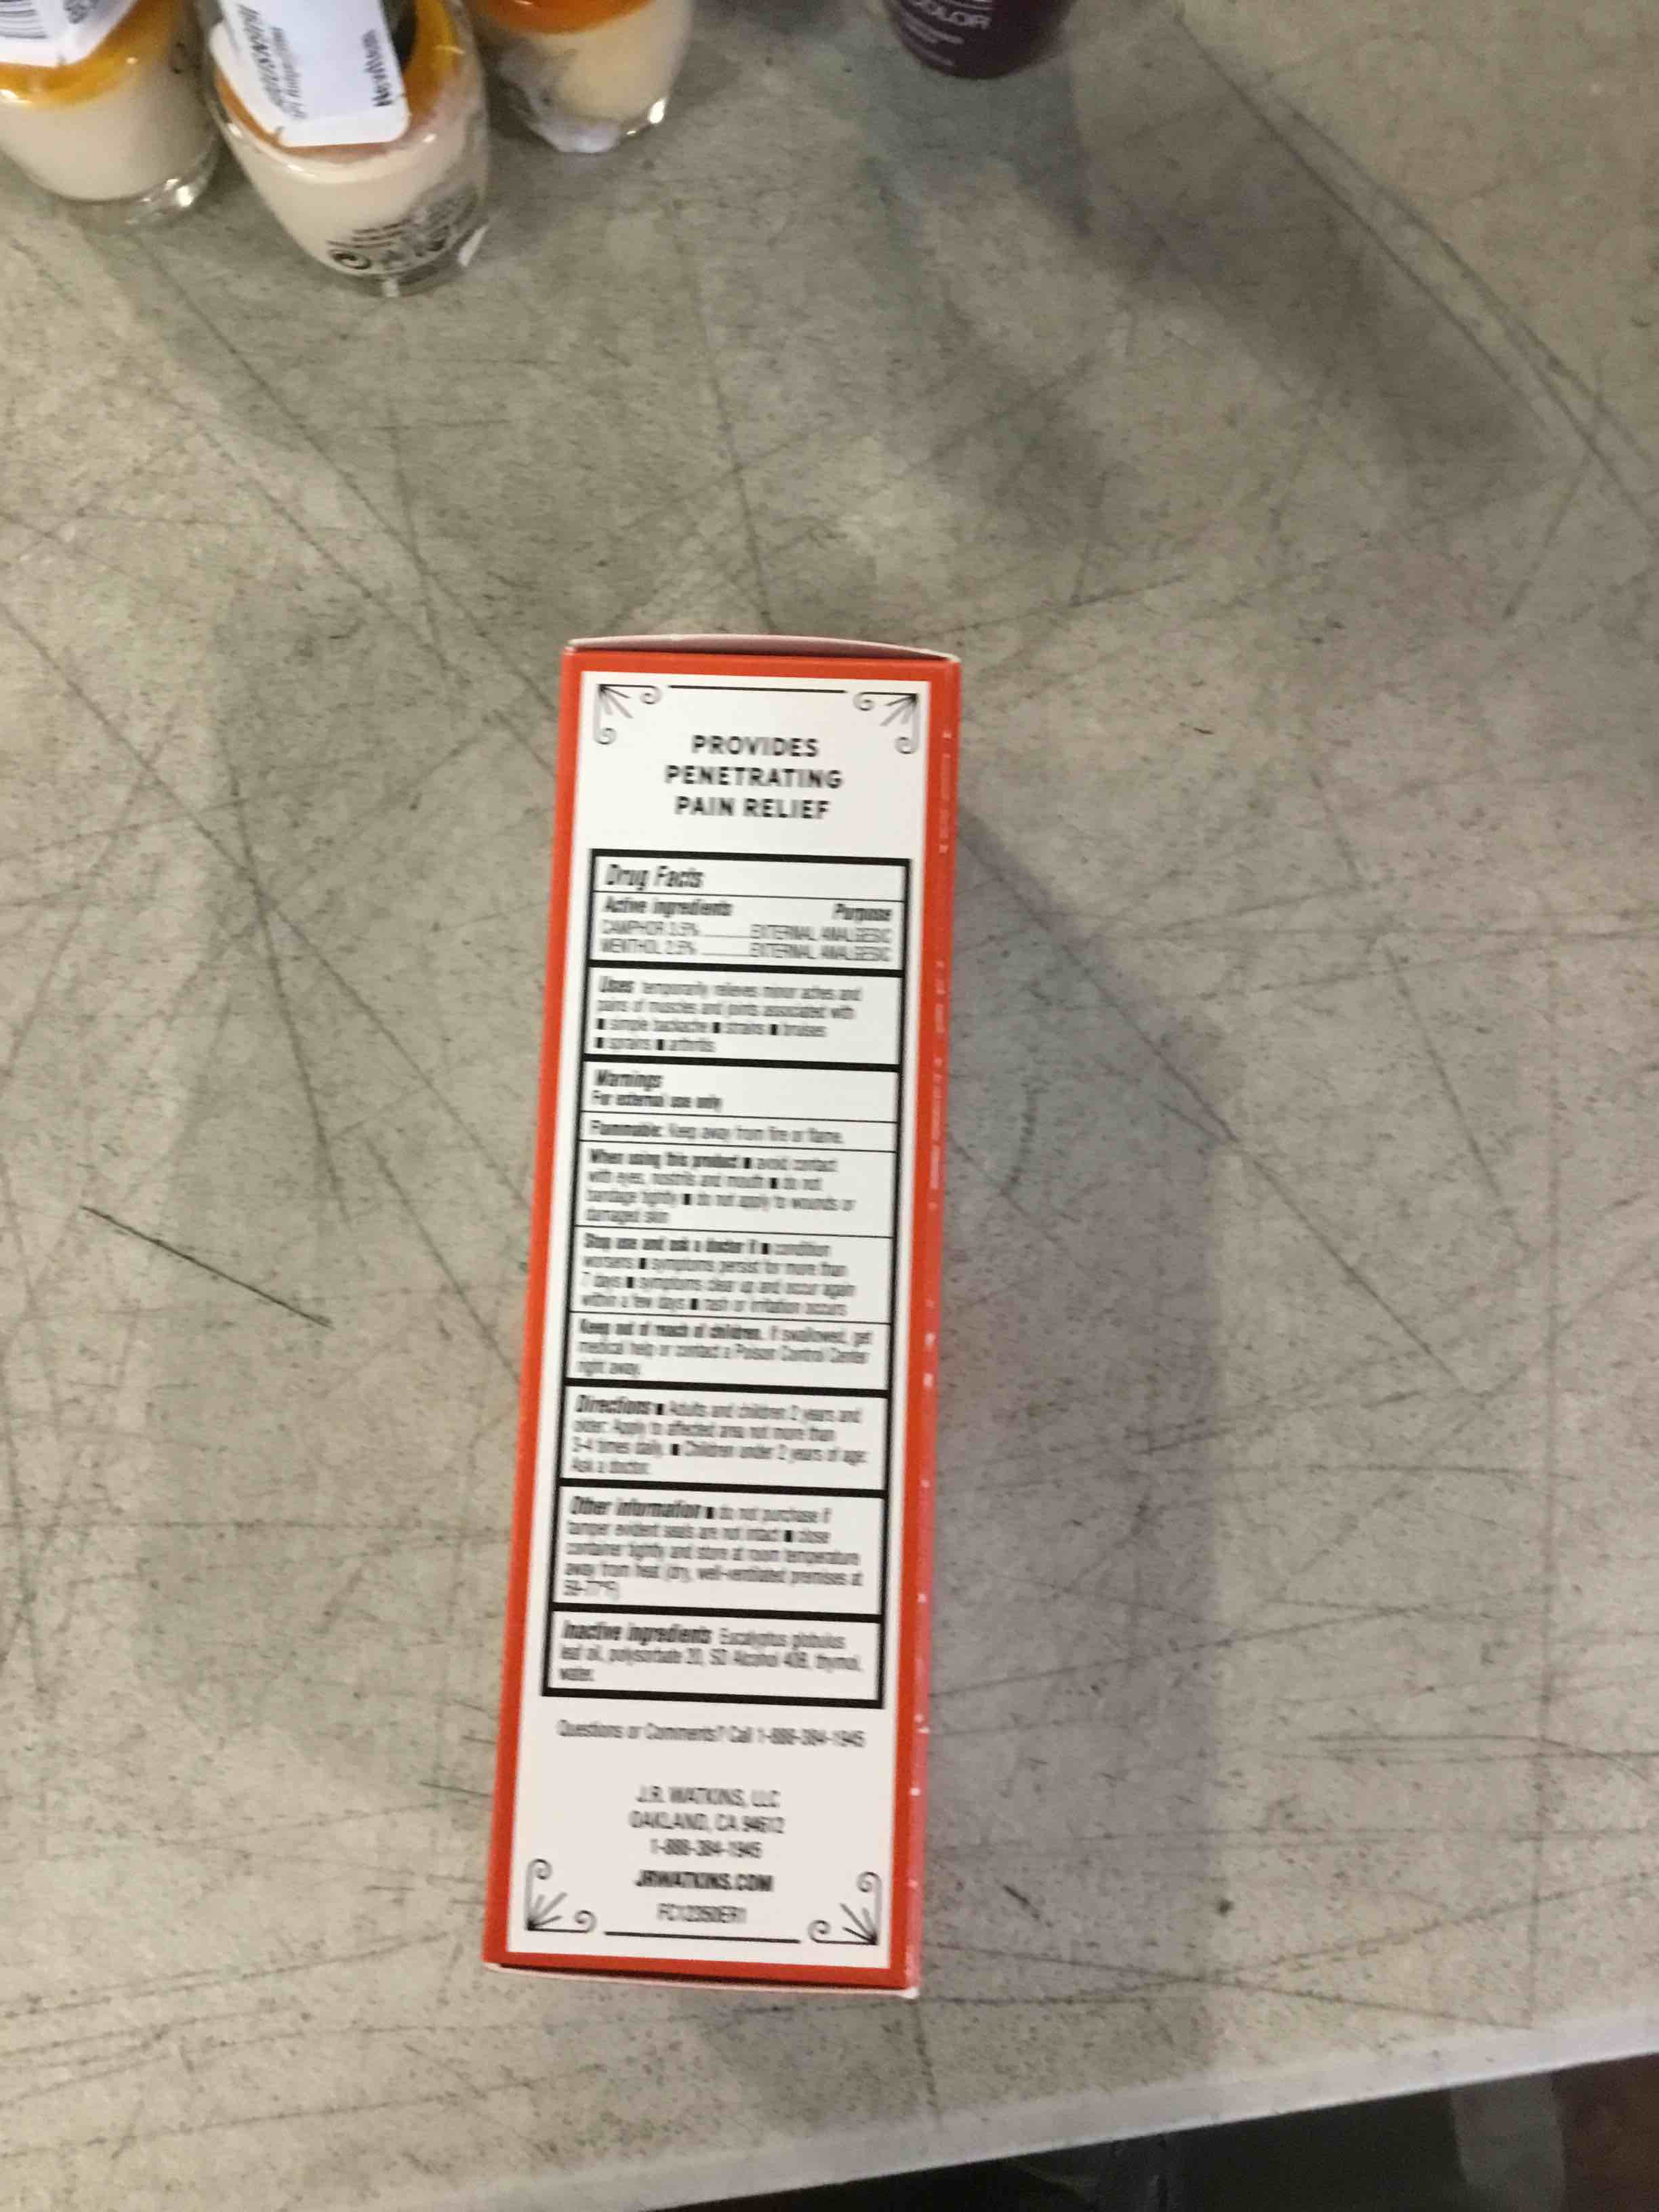 COLOR
PROVIDES
PENETRATING
PAIN RELIEF
Drug Facts
Active ingredients Purpose
CAMPHOR EXTERNAL ANALGESIC
MENTHOL EXTERNAL ANALGESIC
Uses temporarily relieves minor aches and
pains of muscles and joints associated with
■ simple backache ■ strains ■ bruises
■ sprains ■ arthritis
Warnings
For external use only
Flammable: Keep away from fire or flame.
When using this product ■ avoid contact
with eyes, nostrils and mouth ■ do not
bandage tightly ■ do not apply to wounds or
damaged skin
Stop use and ask a doctor if ■ condition
worsens ■ symptoms persist for more than
7 days ■ symptoms clear up and occur again
within a few days ■ rash or irritation occurs
Keep out of reach of children. If swallowed, get
medical help or contact a Poison Control Center
right away.
Directions ■ Adults and children 2 years and
older: Apply to affected area not more than
3-4 times daily. ■ Children under 2 years of age:
Ask a doctor.
Other information ■ do not purchase if
tamper evident seals are not intact ■ close
container tightly and store at room temperature
away from heat (dry, well-ventilated premises at
59-77°F)
Inactive ingredients Eucalyptus globulus
leaf oil, polysorbate 20, SD Alcohol 40B, thymol,
water.
Questions or Comments? Call 1-888-384-1945
J.R. WATKINS, LLC
OAKLAND, CA 94612
1-888-384-1945
JRWATKINS.COM